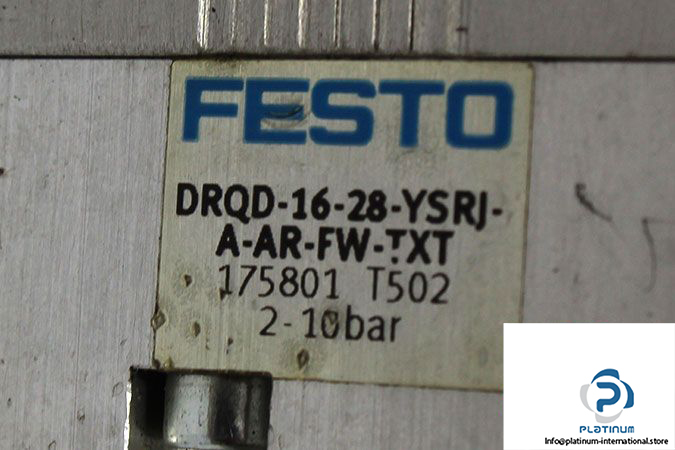 FESTO
DRQD-16-28-YSRJ-
A-AR-FW-TXT
175801 T502
2-10bar
PLATINUM
Info@platinum-international.store